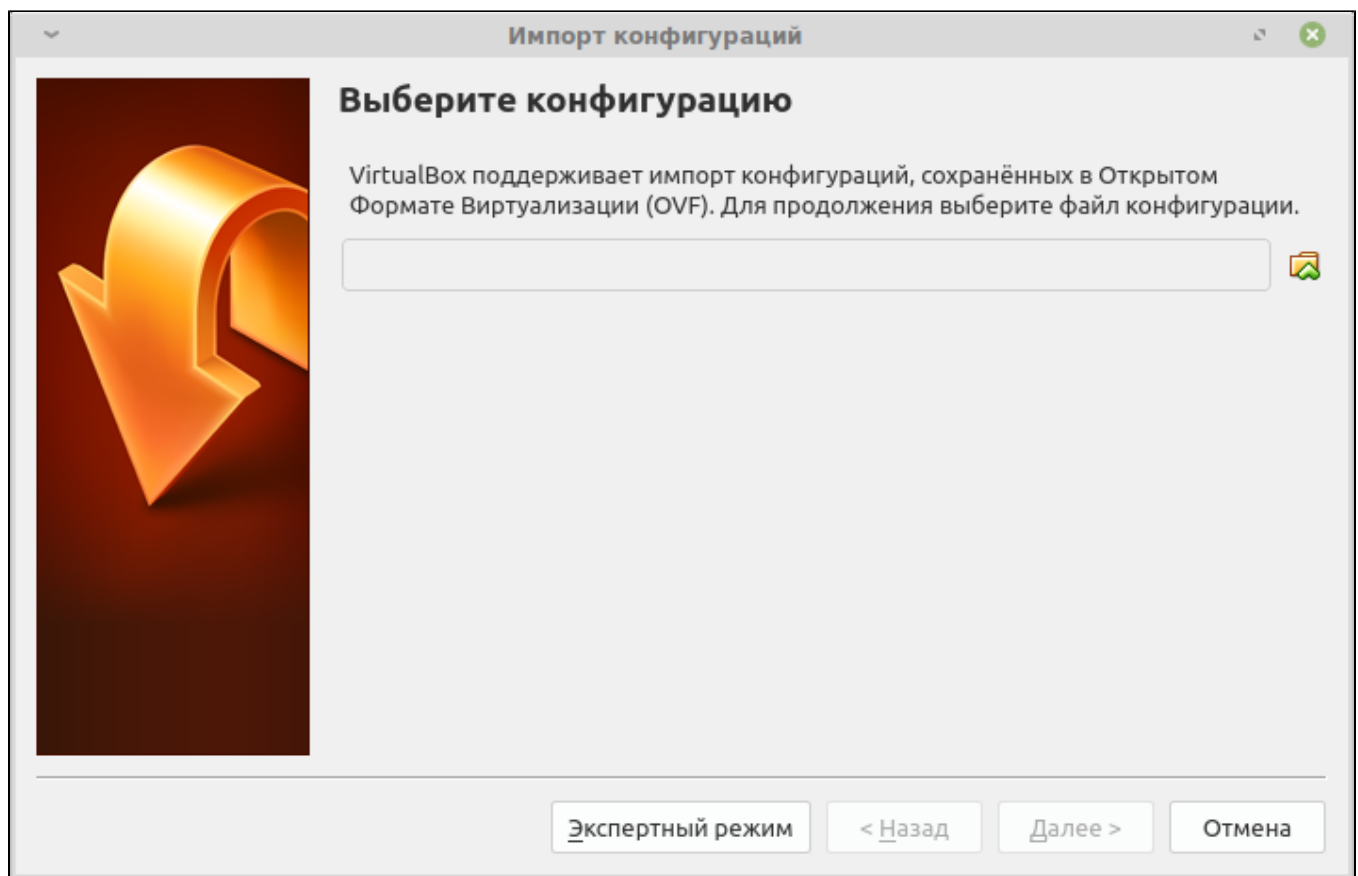 Импорт конфигураций
Выберите конфигурацию
VirtualBox поддерживает импорт конфигураций, сохранённых в Открытом
Формате Виртуализации (OVF). Для продолжения выберите файл конфигурации.
Экспертный режим
< Назад
Далее >
Отмена